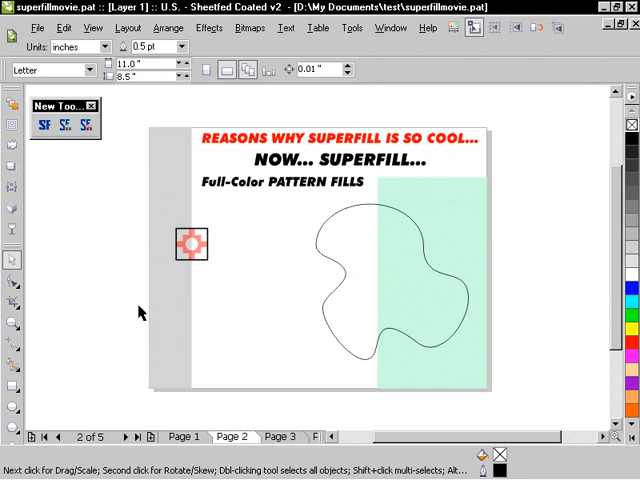 superfillmovie.pat :: [Layer 1] :: U.S. - Sheetfed Coated v2 - [D:\My Documents\test\superfillmovie.pat]
File Edit View Layout Arrange Effects Bitmaps Text Tools Window Help
Units: inches .5 pt
Letter 11.0" 8.5" 0.01"
New Too...
SF SF SF
REASONS WHY SUPERFILL IS SO COOL...
NOW... SUPERFILL...
Full-Color PATTERN FILLS
2 of 5 Page 1 Page 2 Page 3
Next click for Drag/Scale; Second click for Rotate/Skew; Dbl-clicking tool selects all objects; Shift+click multi-selects; Alt...